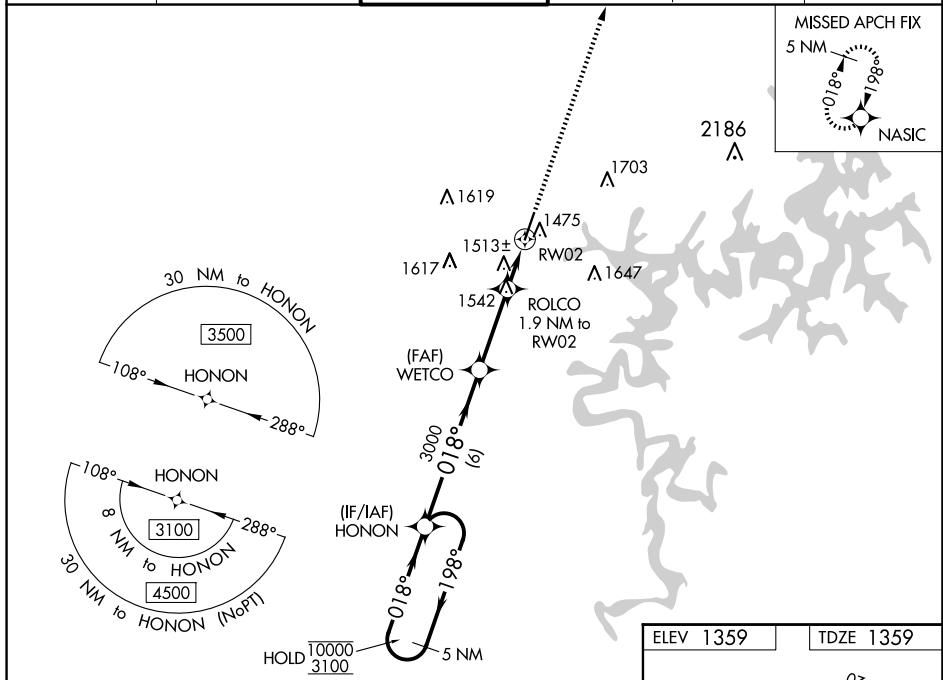 MISSED APCH FIX
5 NM
018°
198°
NASIC
2186
1703
1619
1475
1513±
RW02
1617
1647
1542
ROLCO
1.9 NM to
RW02
30 NM to HONON
3500
(FAF)
WETCO
108°
HONON
288°
3000
018°
(6)
108°
HONON
288°
(IF/IAF)
HONON
3100
8 NM to HONON
4500
30 NM to HONON (NoPT)
018°
198°
HOLD 10000
3100
5 NM
ELEV 1359
TDZE 1359